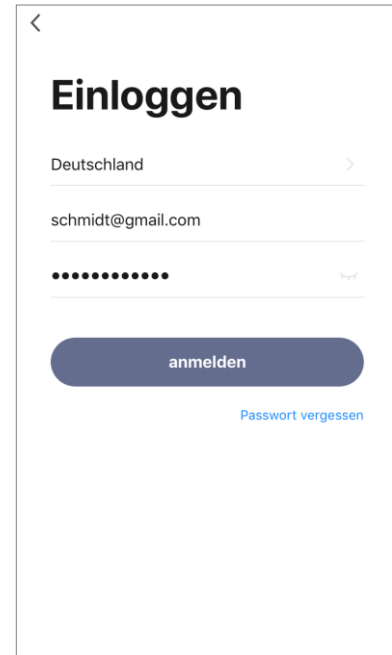 Einloggen
Deutschland
schmidt@gmail.com
••••••••••••
anmelden
Passwort vergessen